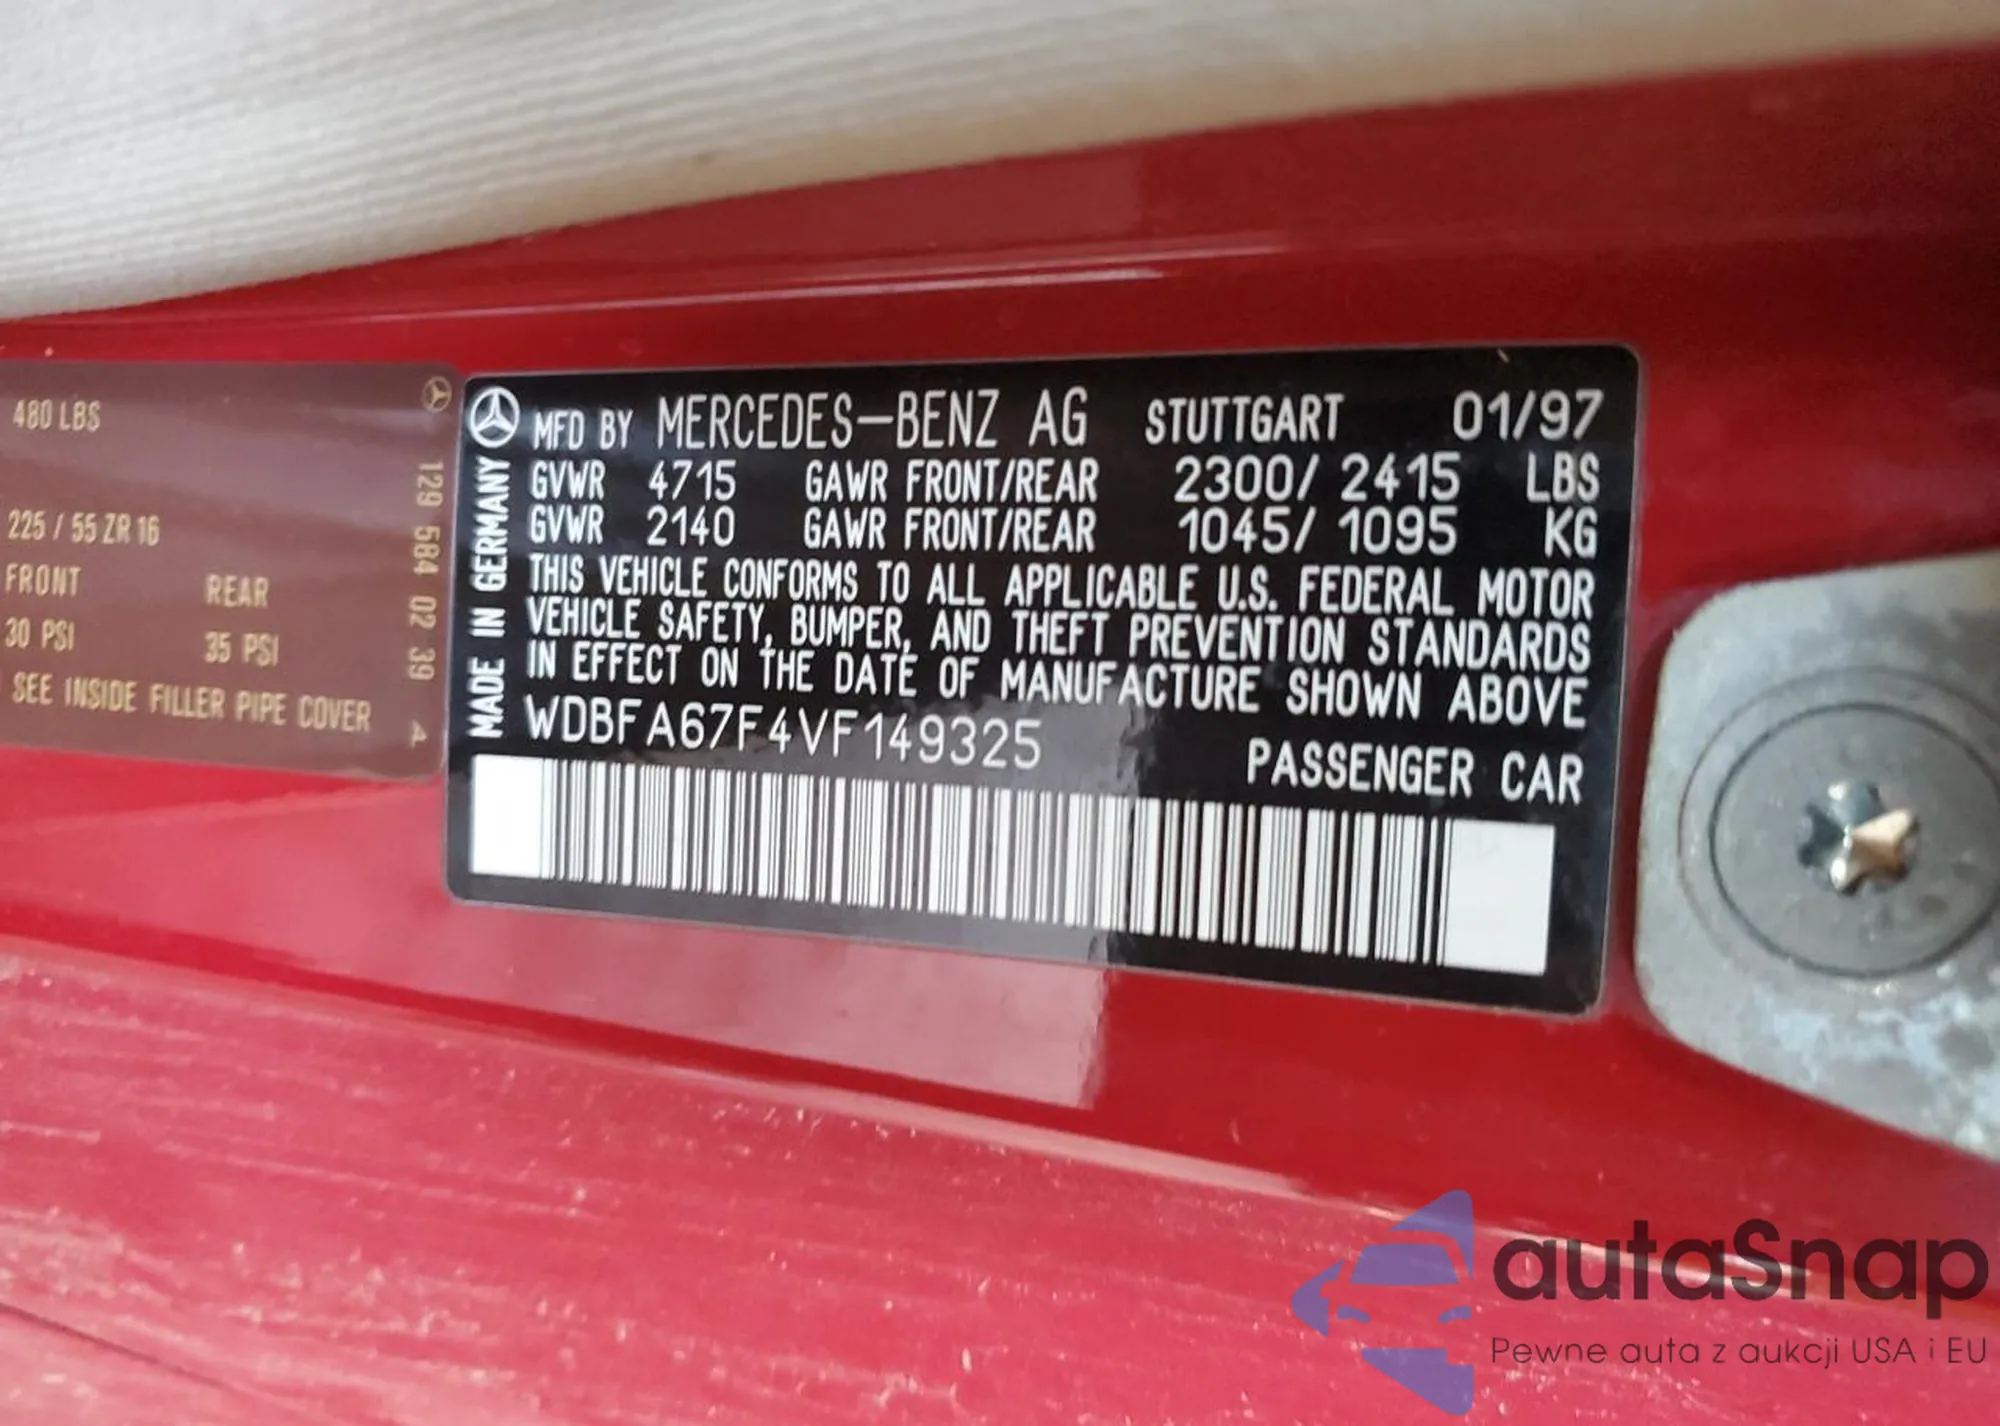 480 LBS
225 / 55 ZR 16
FRONT REAR
30 PSI 35 PSI
SEE INSIDE FILLER PIPE COVER
129 584 02 39 4
MADE IN GERMANY
MFD BY MERCEDES-BENZ AG STUTTGART 01/97
GVWR 4715 GAWR FRONT/REAR 2300/ 2415 LBS
GVWR 2140 GAWR FRONT/REAR 1045/ 1095 KG
THIS VEHICLE CONFORMS TO ALL APPLICABLE U.S. FEDERAL MOTOR
VEHICLE SAFETY, BUMPER, AND THEFT PREVENTION STANDARDS
IN EFFECT ON THE DATE OF MANUFACTURE SHOWN ABOVE
WDBFA67F4VF149325
PASSENGER CAR
autaSnap
Pewne auta z aukcji USA i EU